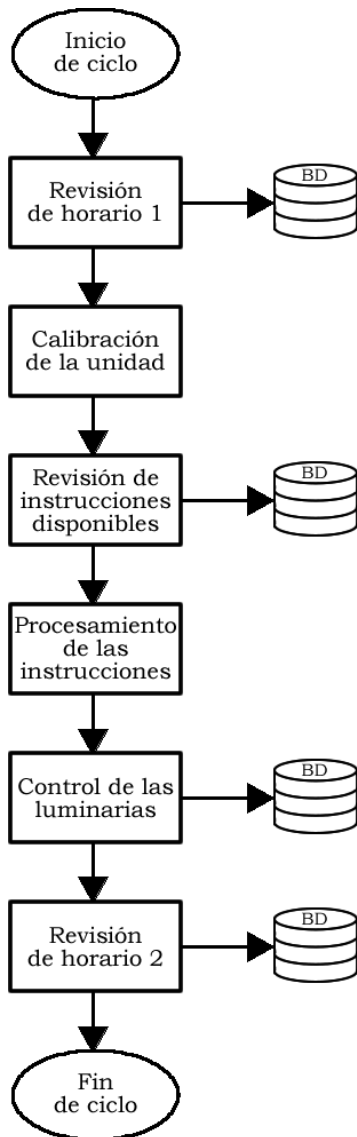 Inicio
de ciclo
Revisión
de horario 1
BD
Calibración
de la unidad
Revisión de
instrucciones
disponibles
BD
Procesamiento
de las
instrucciones
Control de las
luminarias
BD
Revisión
de horario 2
BD
Fin
de ciclo